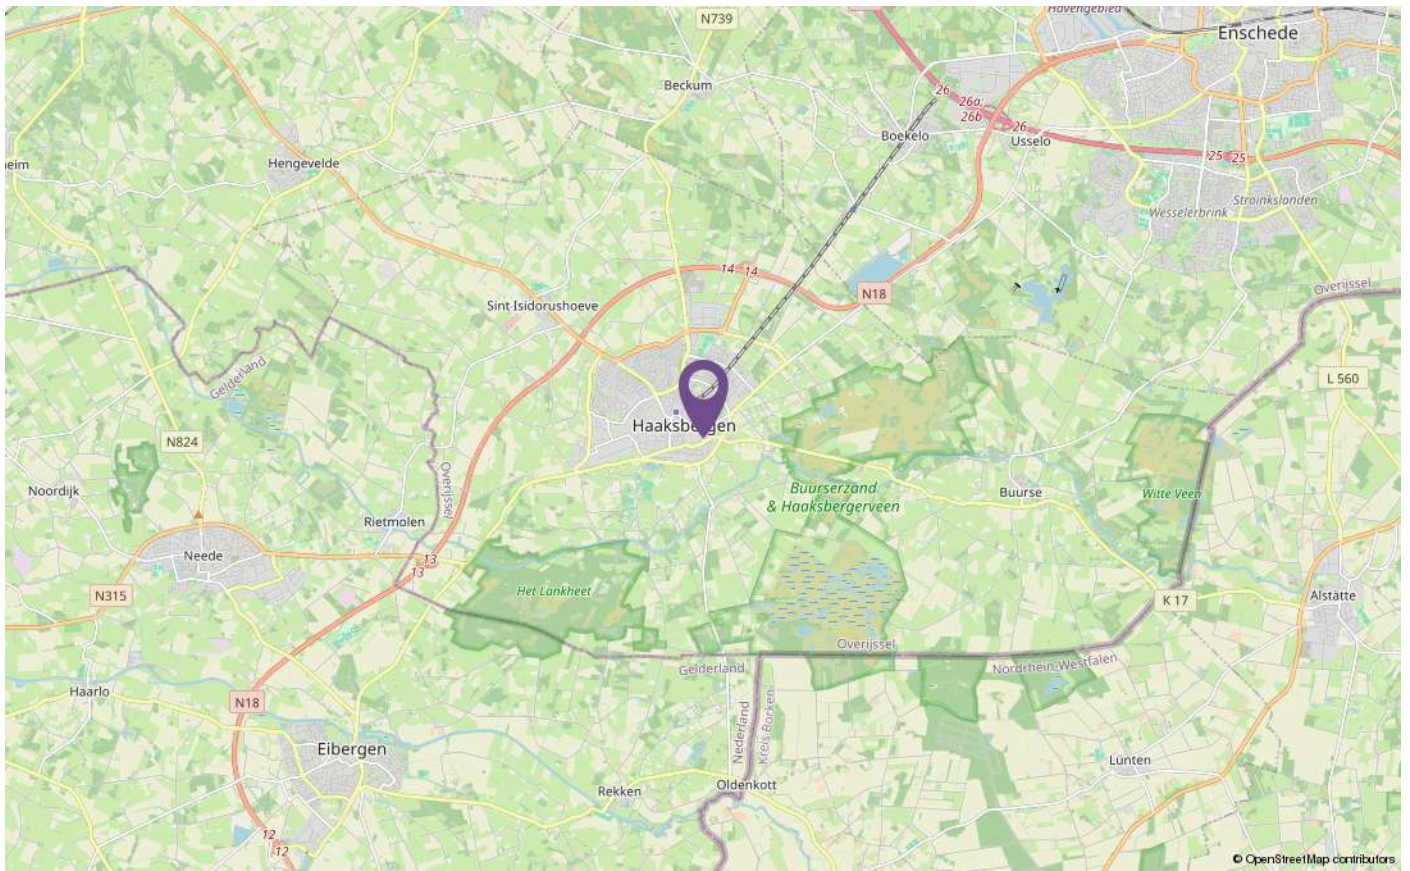 Havengebied
N739
Enschede
Beckum
26
26a;
26b
26
Boekelo
Usselo
25
25
Hengevelde
eim
Wesselerbrink
Stroinkslanden
14
14
Overijssel
N18
Sint-Isidorushoeve
Gelderland
L 560
Haaksbergen
N824
Overijssel
Noordijk
Buurserzand
& Haaksbergerveen
Buurse
Witte Veen
Rietmolen
Neede
13
13
Het Lankheet
N315
K 17
Alstätte
Overijssel
Gelderland
Nordrhein-Westfalen
Haarlo
N18
Nederland
Kreis Borken
Eibergen
Lünten
Oldenkott
Rekken
12
12
© OpenStreetMap contributors